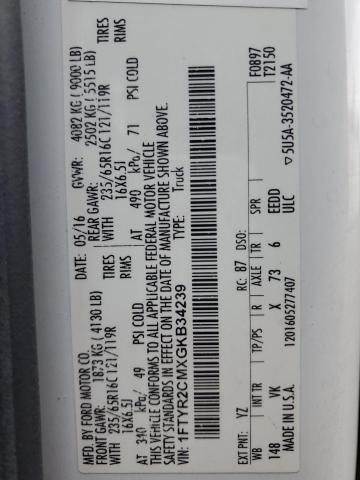 MFD. BY FORD MOTOR CO.
DATE: 05/16 GVWR: 4082 KG ( 9000 LB)
FRONT GAWR: 1873 KG ( 4130 LB) REAR GAWR: 2502 KG ( 5515 LB)
WITH 235/65R16C 121/119R TIRES WITH 235/65R16C 121/119R TIRES
16X6.5J RIMS 16X6.5J RIMS
AT 340 kPa/ 49 PSI COLD AT 490 kPa/ 71 PSI COLD
THIS VEHICLE CONFORMS TO ALL APPLICABLE FEDERAL MOTOR VEHICLE
SAFETY STANDARDS IN EFFECT ON THE DATE OF MANUFACTURE SHOWN ABOVE.
VIN: 1FTYR2CMXGKB34239 TYPE: Truck
F0897
T2150
EXT PNT: YZ RC: 87 DSO:
WB INT TR TP/PS R AXLE TR SPR
148 VK X 73 6 EEDD
ULC
1201605277407
5U5A-3520472-AA
MADE IN U.S.A.